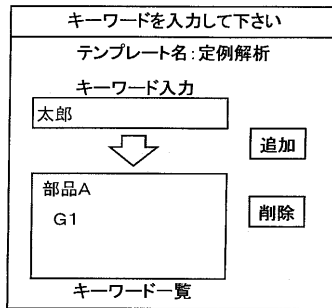 キーワードを入力して下さい
テンプレート名:定例解析
キーワード入力
太郎
追加
部品A
G1
削除
キーワード一覧